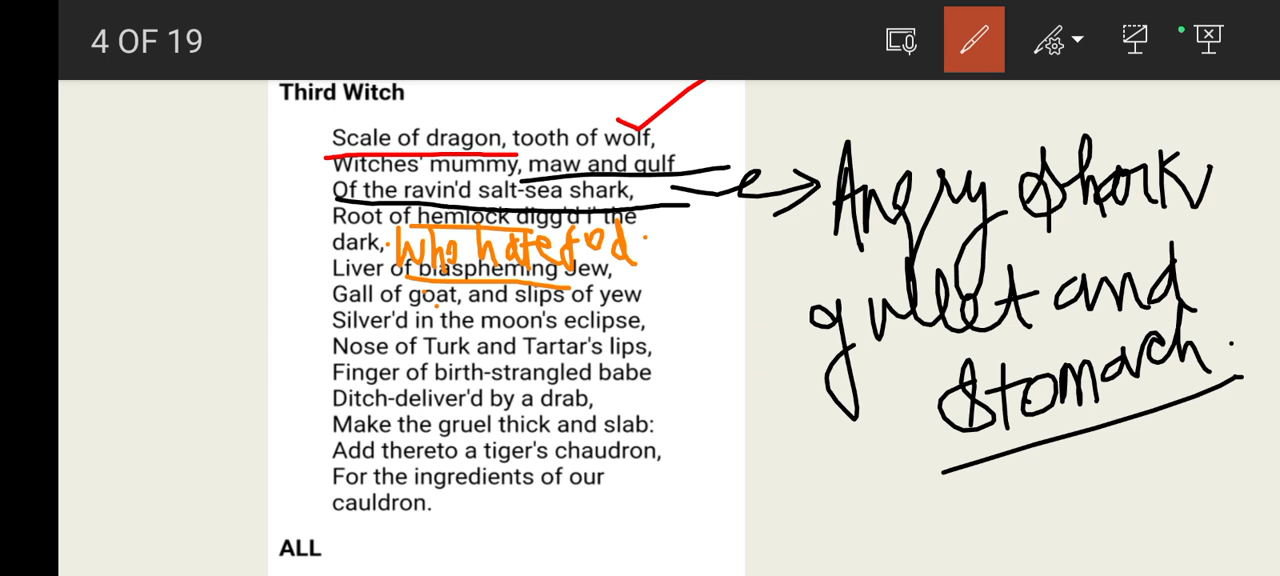 4 OF 19
Third Witch
Scale of dragon, tooth of wolf,
Witches' mummy, maw and gulf
Of the ravin'd salt-sea shark,
Root of hemlock digg'd i' the
dark,
who hate God
Liver of blaspheming Jew,
Gall of goat, and slips of yew
Silver'd in the moon's eclipse,
Nose of Turk and Tartar's lips,
Finger of birth-strangled babe
Ditch-deliver'd by a drab,
Make the gruel thick and slab:
Add thereto a tiger's chaudron,
For the ingredients of our
cauldron.
ALL
Angry Shark
gullet and
Stomach.